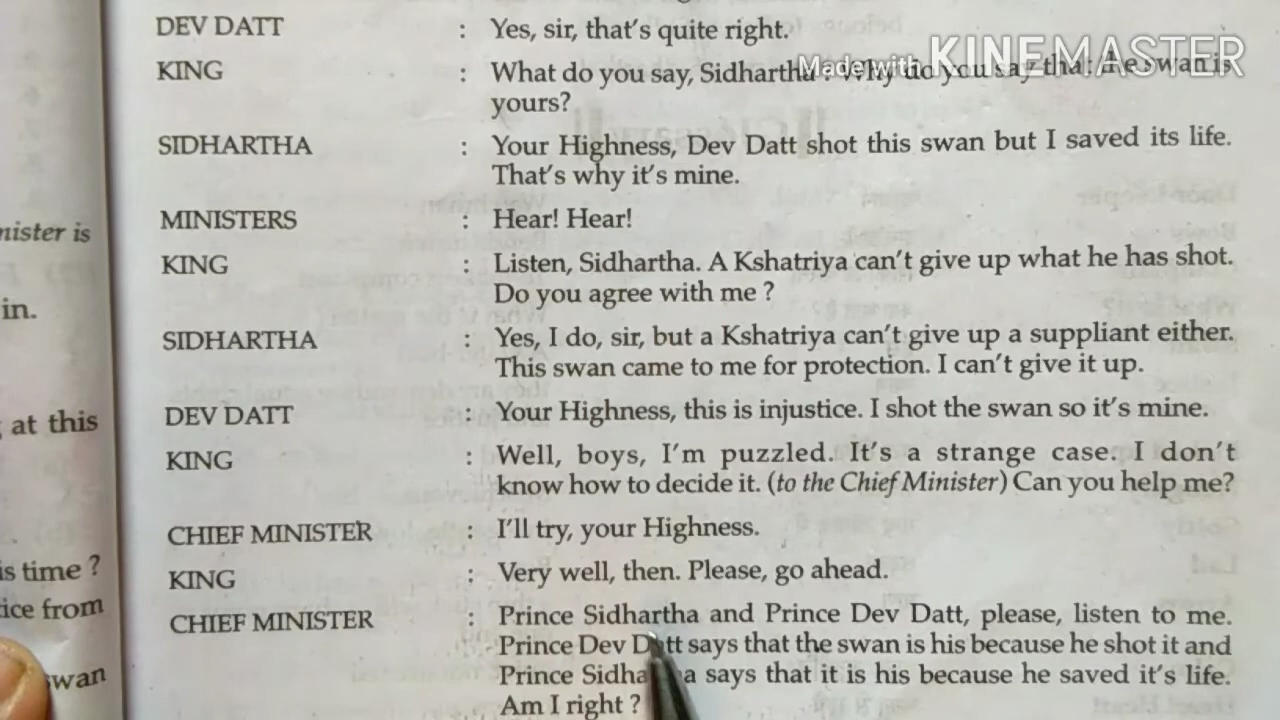 DEV DATT : Yes, sir, that's quite right.
Made with KINEMASTER
KING : What do you say, Sidhartha? Why do you say that the swan is
yours?
SIDHARTHA : Your Highness, Dev Datt shot this swan but I saved its life.
That's why it's mine.
MINISTERS : Hear! Hear!
nister is
KING : Listen, Sidhartha. A Kshatriya can't give up what he has shot.
Do you agree with me ?
in.
SIDHARTHA : Yes, I do, sir, but a Kshatriya can't give up a suppliant either.
This swan came to me for protection. I can't give it up.
at this
DEV DATT : Your Highness, this is injustice. I shot the swan so it's mine.
KING : Well, boys, I'm puzzled. It's a strange case. I don't
know how to decide it. (to the Chief Minister) Can you help me?
CHIEF MINISTER : I'll try, your Highness.
is time ?
KING : Very well, then. Please, go ahead.
ice from
CHIEF MINISTER : Prince Sidhartha and Prince Dev Datt, please, listen to me.
Prince Dev Datt says that the swan is his because he shot it and
swan
Prince Sidha a says that it is his because he saved it's life.
Am I right ?